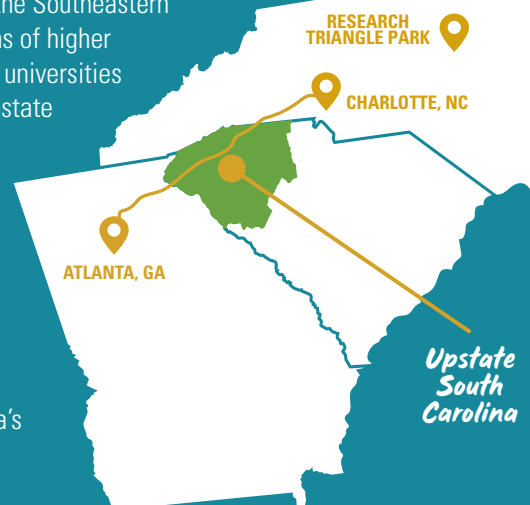 the Southeastern
ns of higher
universities
state
RESEARCH
TRIANGLE PARK
CHARLOTTE, NC
ATLANTA, GA
Upstate
South
Carolina
a's